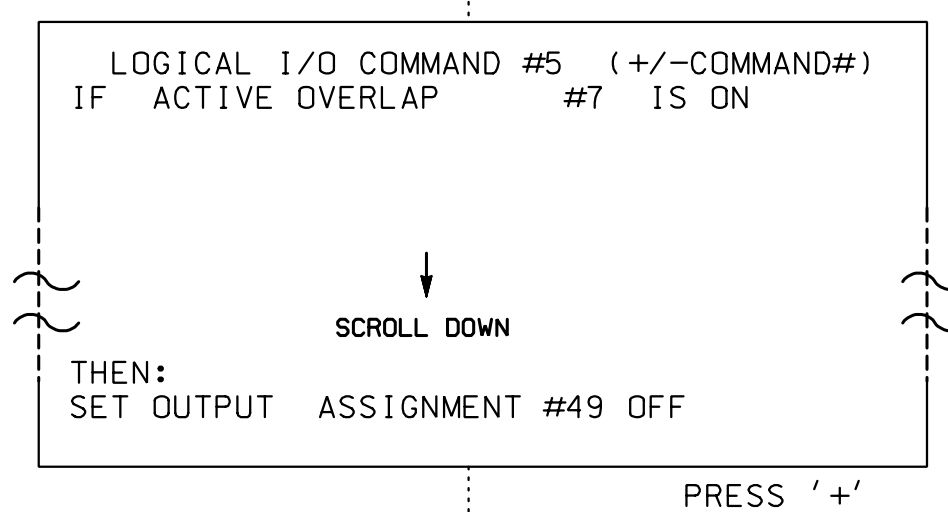 LOGICAL I/O COMMAND #5 (+/-COMMAND#)
IF ACTIVE OVERLAP #7 IS ON
SCROLL DOWN
THEN:
SET OUTPUT ASSIGNMENT #49 OFF
PRESS '+'